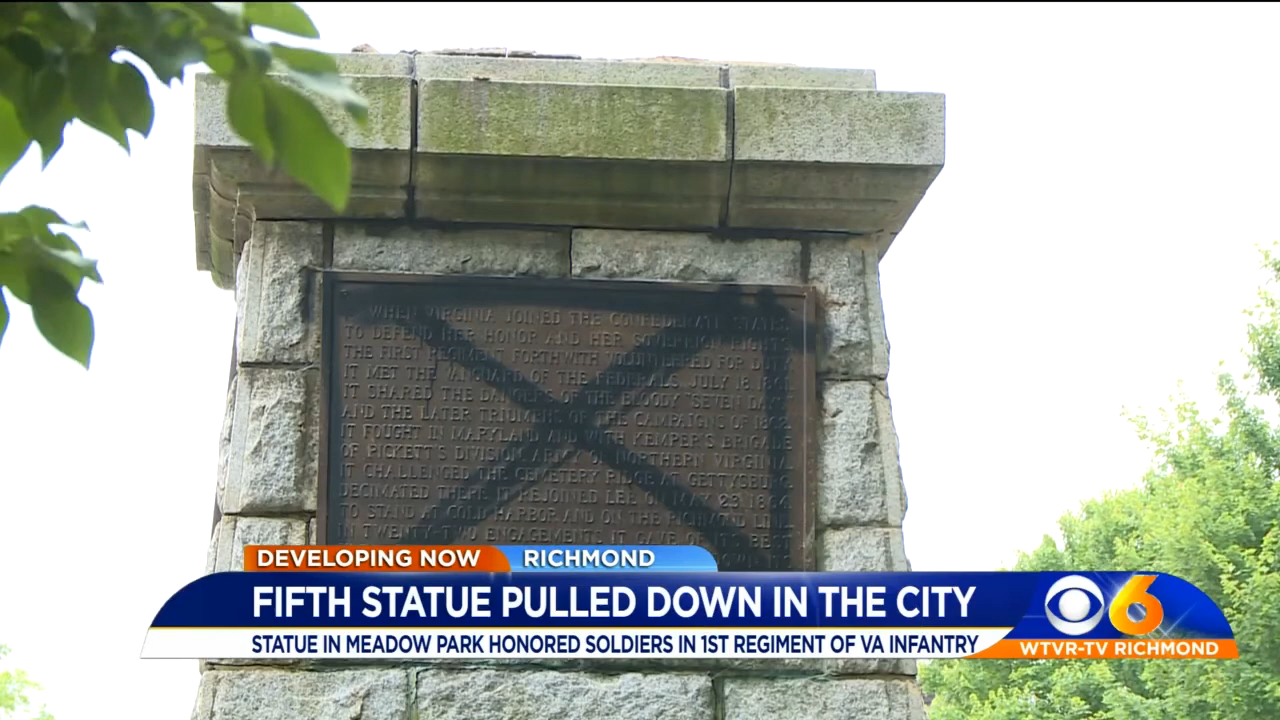 WHEN VIRGINIA JOINED THE CONFEDERATE STATES
TO DEFEND HER HONOR AND HER SOVEREIGN RIGHTS
THE FIRST REGIMENT FORTHWITH VOLUNTEERED FOR DUTY
IT MET THE VANGUARD OF THE FEDERALS, JULY 18, 1861.
IT SHARED THE DANGERS OF THE BLOODY "SEVEN DAYS"
AND THE LATER TRIUMPHS OF THE CAMPAIGNS OF 1862.
IT FOUGHT IN MARYLAND AND WITH KEMPER'S BRIGADE
OF PICKETT'S DIVISION, ARMY OF NORTHERN VIRGINIA,
IT CHALLENGED THE CEMETERY RIDGE AT GETTYSBURG.
DECIMATED THERE, IT REJOINED LEE ON MAY 23, 1864,
TO STAND AT COLD HARBOR AND ON THE RICHMOND LINE.
IN TWENTY-TWO ENGAGEMENTS IT GAVE OF ITS BEST
DEVELOPING NOW RICHMOND
FIFTH STATUE PULLED DOWN IN THE CITY
STATUE IN MEADOW PARK HONORED SOLDIERS IN 1ST REGIMENT OF VA INFANTRY
6
WTVR-TV RICHMOND